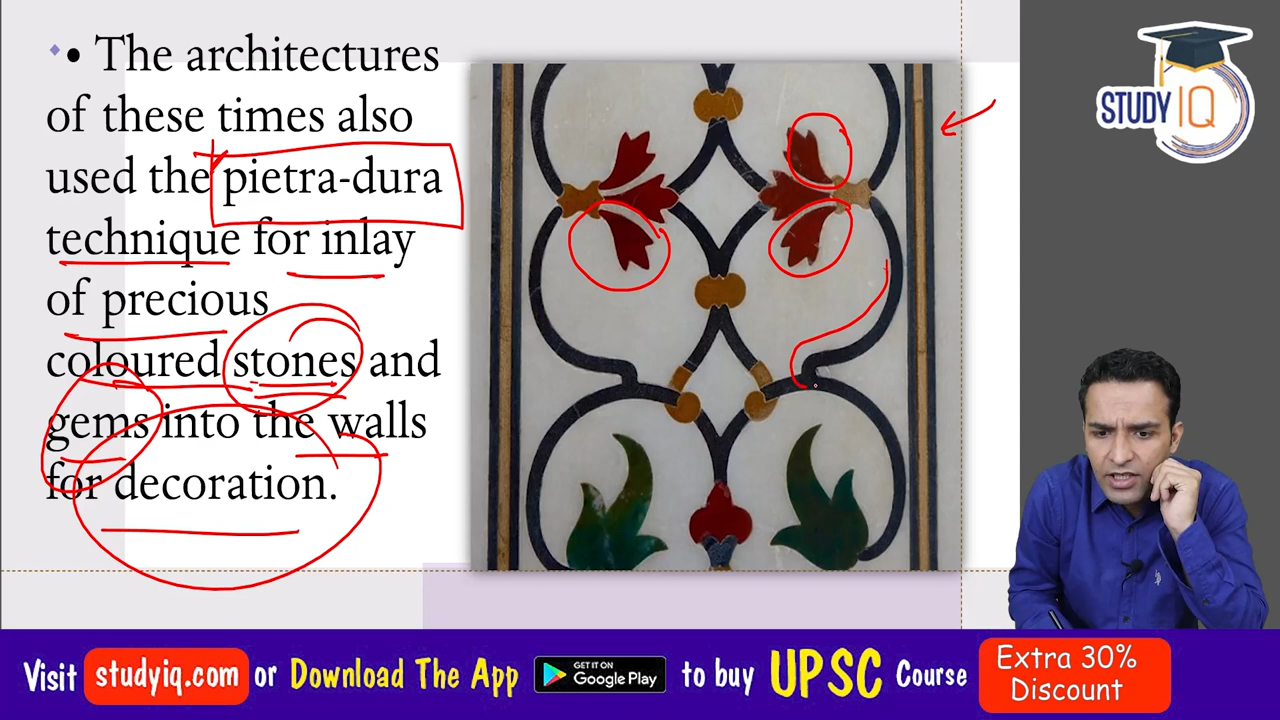 • The architectures
of these times also
used the pietra-dura
technique for inlay
of precious
coloured stones and
gems into the walls
for decoration.
STUDY IQ
Visit studyiq.com or Download The App GET IT ON Google Play to buy UPSC Course
Extra 30%
Discount